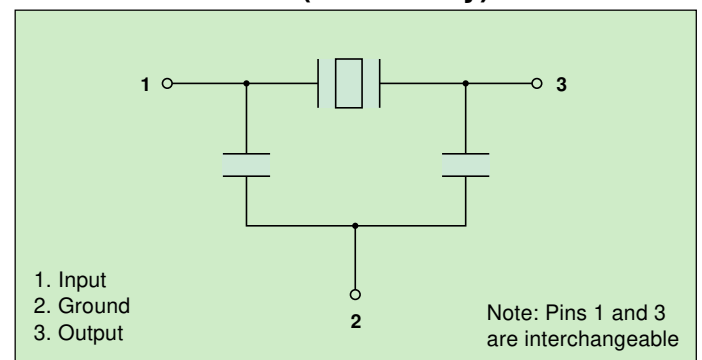 1
3
2
1. Input
2. Ground
3. Output
Note: Pins 1 and 3
are interchangeable